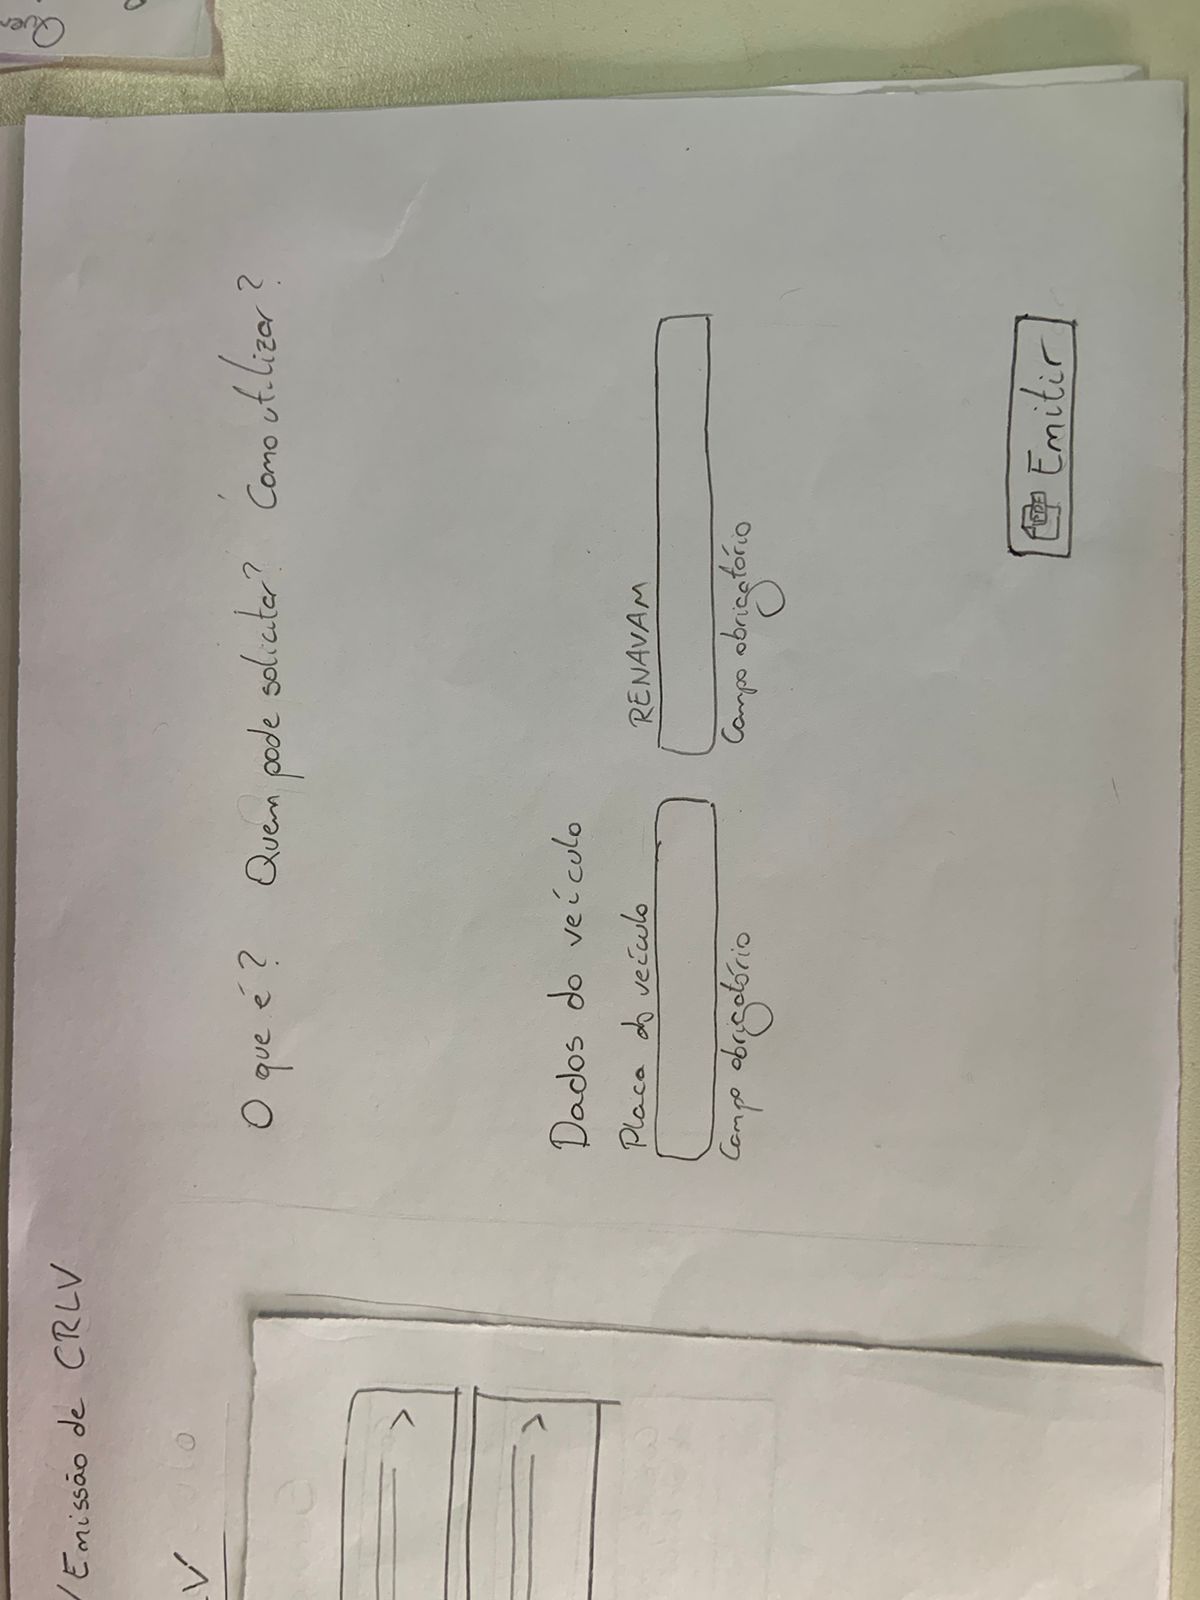 / Emissão de CRLV
LV
O que é? Quem pode solicitar? Como utilizar?
Dados do veículo
Placa do veículo RENAVAM
Campo obrigatório Campo obrigatório
PDF Emitir
Quem